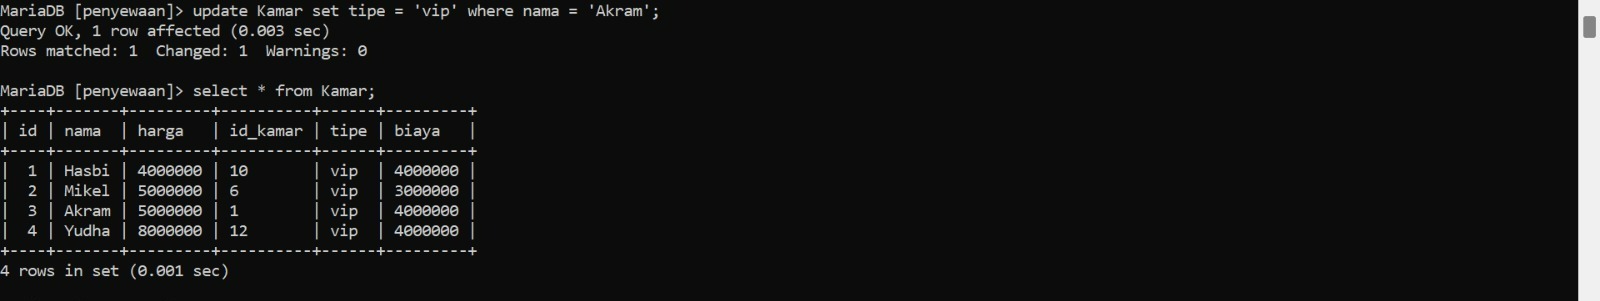 MariaDB [penyewaan]> update Kamar set tipe = 'vip' where nama = 'Akram';
Query OK, 1 row affected (0.003 sec)
Rows matched: 1  Changed: 1  Warnings: 0
MariaDB [penyewaan]> select * from Kamar;
+----+-------+---------+----------+------+---------+
| id | nama  | harga   | id_kamar | tipe | biaya   |
+----+-------+---------+----------+------+---------+
|  1 | Hasbi | 4000000 | 10       | vip  | 4000000 |
|  2 | Mikel | 5000000 | 6        | vip  | 3000000 |
|  3 | Akram | 5000000 | 1        | vip  | 4000000 |
|  4 | Yudha | 8000000 | 12       | vip  | 4000000 |
+----+-------+---------+----------+------+---------+
4 rows in set (0.001 sec)